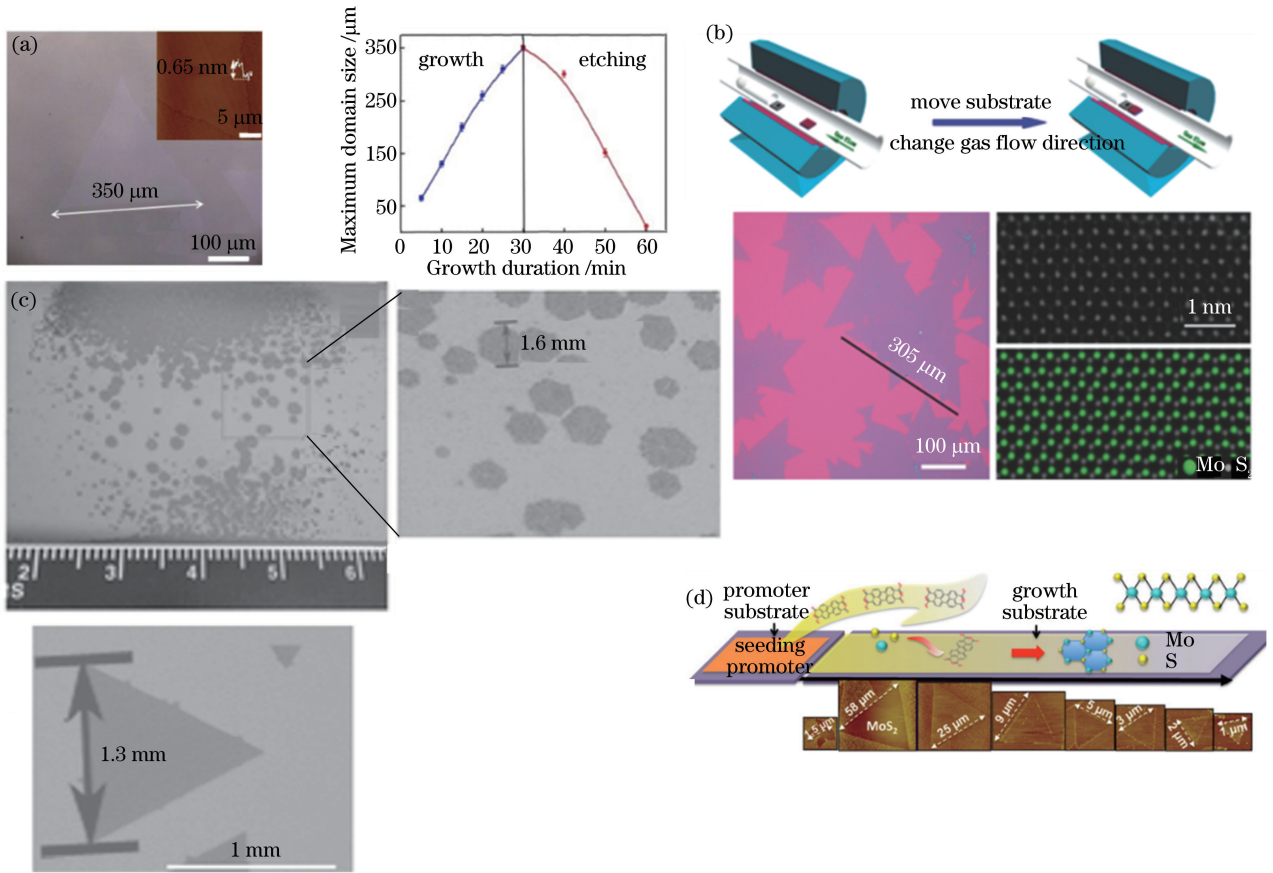 (a)
0.65 nm
5 μm
350 μm
100 μm
Maximum domain size /μm
350
250
150
50
growth
etching
0 10 20 30 40 50 60
Growth duration /min
(b)
move substrate
change gas flow direction
305 μm
100 μm
1 nm
Mo S
(c)
1.6 mm
2 3 4 5 6
1.3 mm
1 mm
(d)
promoter
substrate
growth
substrate
seeding
promoter
Mo
S
1.5 μm
58 μm
MoS2
25 μm
9 μm
5 μm
3 μm
2 μm
1 μm